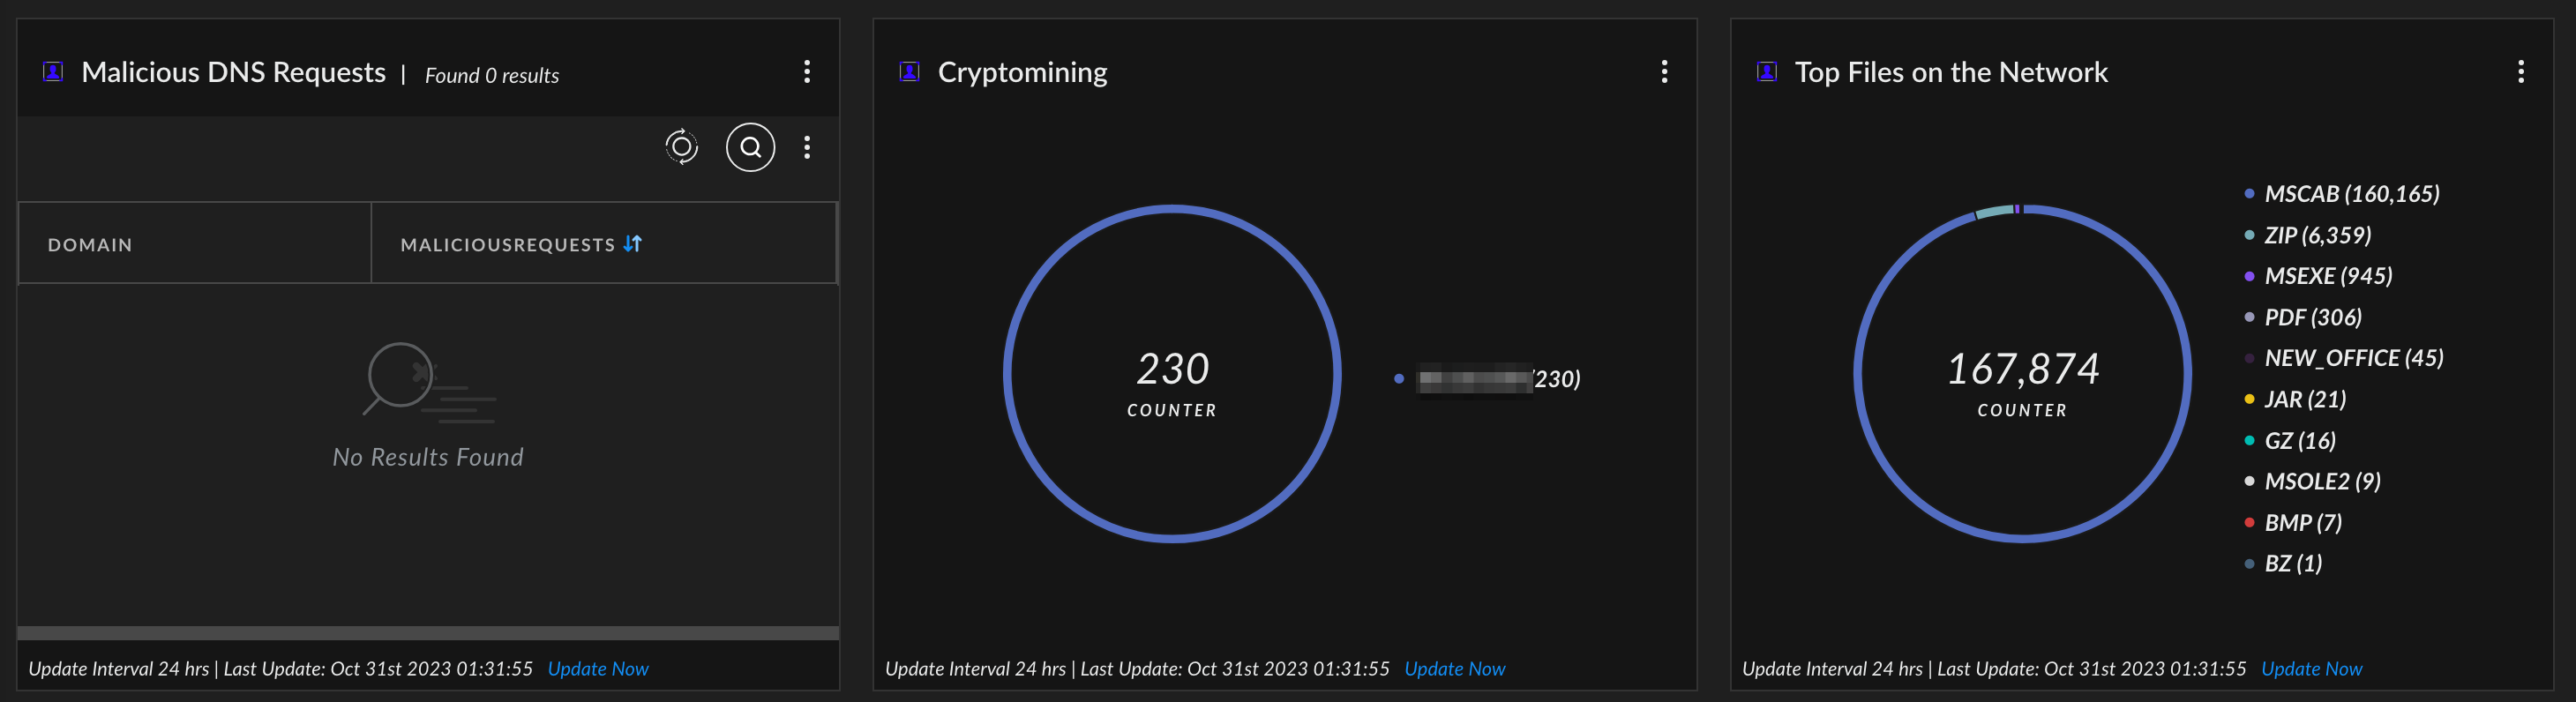 Malicious DNS Requests | Found 0 results
DOMAIN
MALICIOUSREQUESTS
No Results Found
Update Interval 24 hrs | Last Update: Oct 31st 2023 01:31:55 Update Now
Cryptomining
230
COUNTER
(230)
Update Interval 24 hrs | Last Update: Oct 31st 2023 01:31:55 Update Now
Top Files on the Network
167,874
COUNTER
MSCAB (160,165)
ZIP (6,359)
MSEXE (945)
PDF (306)
NEW_OFFICE (45)
JAR (21)
GZ (16)
MSOLE2 (9)
BMP (7)
BZ (1)
Update Interval 24 hrs | Last Update: Oct 31st 2023 01:31:55 Update Now